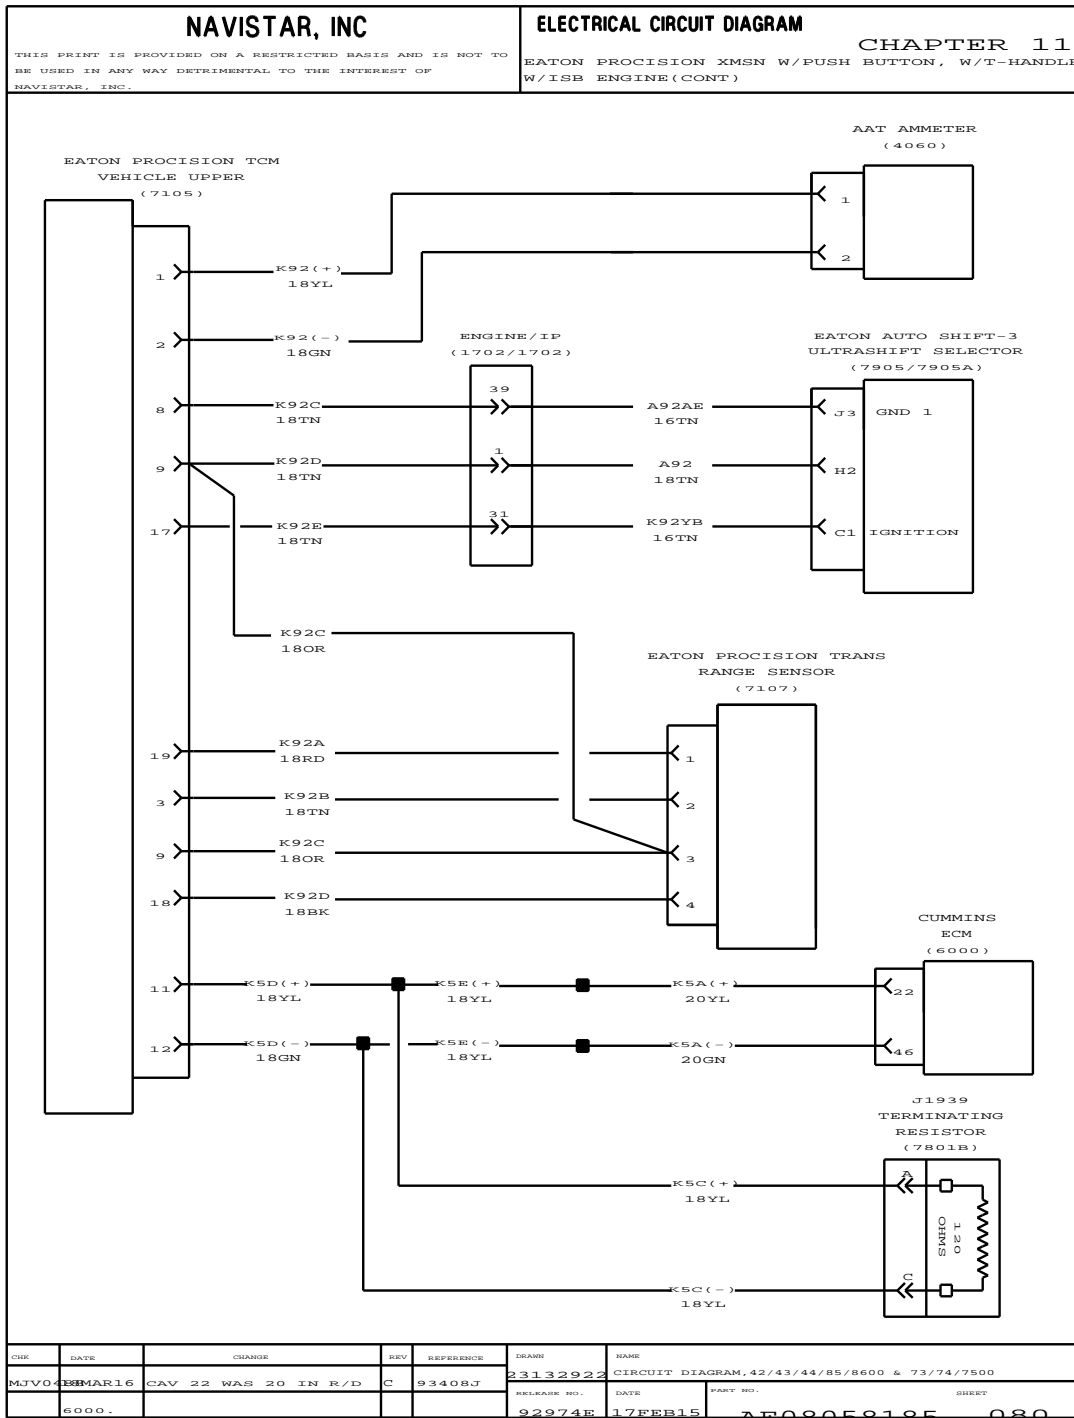 NAVISTAR, INC
THIS PRINT IS PROVIDED ON A RESTRICTED BASIS AND IS NOT TO
BE USED IN ANY WAY DETRIMENTAL TO THE INTEREST OF
NAVISTAR, INC.
ELECTRICAL CIRCUIT DIAGRAM
CHAPTER 11
EATON PROCISION XMSN W/PUSH BUTTON, W/T-HANDLE
W/ISB ENGINE(CONT)
AAT AMMETER
(4060)
1
2
EATON PROCISION TCM
VEHICLE UPPER
(7105)
1
K92(+)
18YL
2
K92(-)
18GN
ENGINE/IP
(1702/1702)
EATON AUTO SHIFT-3
ULTRASHIFT SELECTOR
(7905/7905A)
8
K92C
18TN
39
A92AE
16TN
J3
GND 1
9
K92D
18TN
1
A92
18TN
H2
17
K92E
18TN
31
K92YB
16TN
C1
IGNITION
K92C
18OR
EATON PROCISION TRANS
RANGE SENSOR
(7107)
19
K92A
18RD
1
3
K92B
18TN
2
9
K92C
18OR
3
18
K92D
18BK
4
CUMMINS
ECM
(6000)
11
K5D(+)
18YL
K5E(+)
18YL
K5A(+)
20YL
22
12
K5D(-)
18GN
K5E(-)
18YL
K5A(-)
20GN
46
J1939
TERMINATING
RESISTOR
(7801B)
K5C(+)
18YL
A
120
OHMS
K5C(-)
18YL
C
CHK
DATE
CHANGE
REV
REFERENCE
DRAWN
NAME
CAV 22 WAS 20 IN R/D
C
93408J
23132922
CIRCUIT DIAGRAM,42/43/44/85/8600 & 73/74/7500
6000.
RELEASE NO.
DATE
PART NO.
SHEET
92974E
17FEB15
AE08058185
080